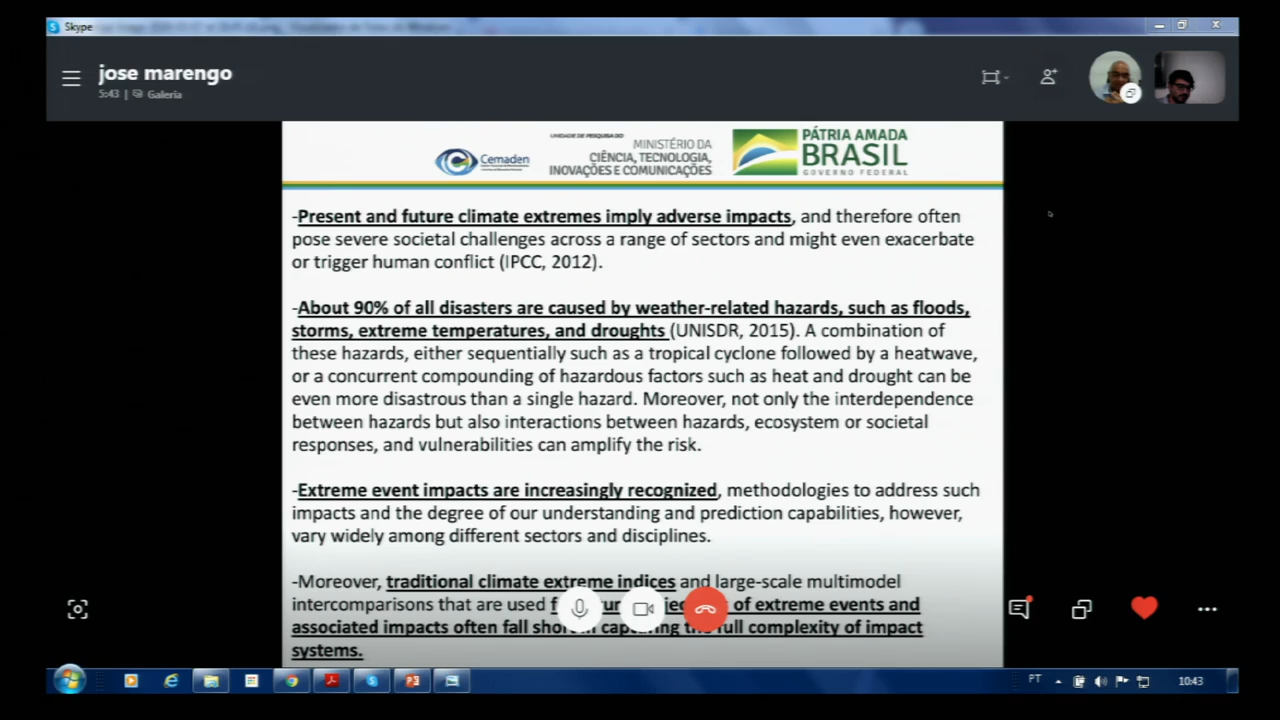 Skype
jose marengo
5:43 | Galeria
Cemaden
UNIDADE DE PESQUISA DO
MINISTÉRIO DA
CIÊNCIA, TECNOLOGIA,
INOVAÇÕES E COMUNICAÇÕES
PÁTRIA AMADA
BRASIL
GOVERNO FEDERAL
-Present and future climate extremes imply adverse impacts, and therefore often
pose severe societal challenges across a range of sectors and might even exacerbate
or trigger human conflict (IPCC, 2012).
-About 90% of all disasters are caused by weather-related hazards, such as floods,
storms, extreme temperatures, and droughts (UNISDR, 2015). A combination of
these hazards, either sequentially such as a tropical cyclone followed by a heatwave,
or a concurrent compounding of hazardous factors such as heat and drought can be
even more disastrous than a single hazard. Moreover, not only the interdependence
between hazards but also interactions between hazards, ecosystem or societal
responses, and vulnerabilities can amplify the risk.
-Extreme event impacts are increasingly recognized, methodologies to address such
impacts and the degree of our understanding and prediction capabilities, however,
vary widely among different sectors and disciplines.
-Moreover, traditional climate extreme indices and large-scale multimodel
intercomparisons that are used of extreme events and
associated impacts often fall short capturing the full complexity of impact
systems.
PT
10:43